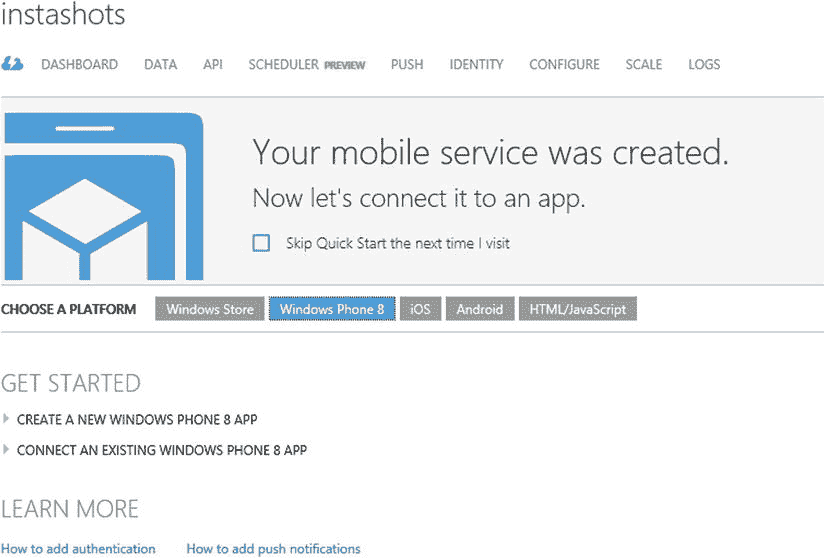 instashots
DASHBOARD DATA API SCHEDULER PREVIEW PUSH IDENTITY CONFIGURE SCALE LOGS
Your mobile service was created.
Now let's connect it to an app.
Skip Quick Start the next time I visit
CHOOSE A PLATFORM Windows Store Windows Phone 8 iOS Android HTML/JavaScript
GET STARTED
CREATE A NEW WINDOWS PHONE 8 APP
CONNECT AN EXISTING WINDOWS PHONE 8 APP
LEARN MORE
How to add authentication How to add push notifications